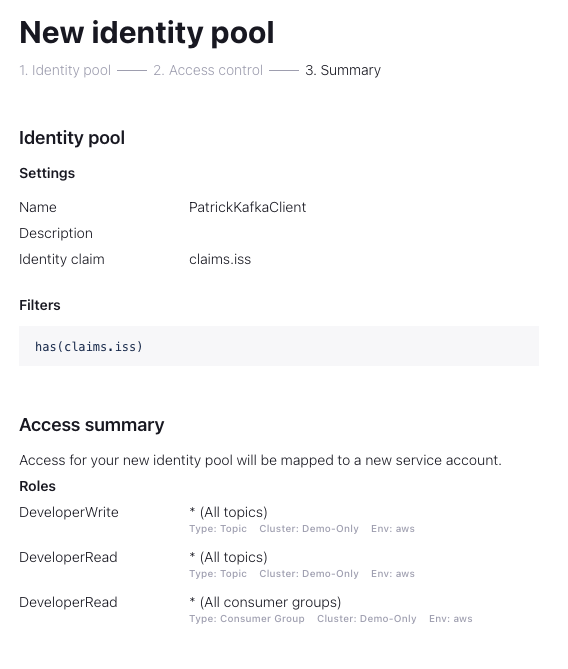 New identity pool
1. Identity pool 2. Access control 3. Summary
Identity pool
Settings
Name PatrickKafkaClient
Description
Identity claim claims.iss
Filters
has(claims.iss)
Access summary
Access for your new identity pool will be mapped to a new service account.
Roles
DeveloperWrite * (All topics)
Type: Topic Cluster: Demo-Only Env: aws
DeveloperRead * (All topics)
Type: Topic Cluster: Demo-Only Env: aws
DeveloperRead * (All consumer groups)
Type: Consumer Group Cluster: Demo-Only Env: aws